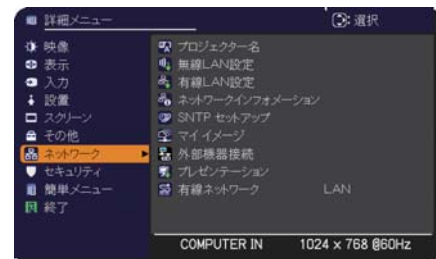 詳細メニュー
:選択
映像
表示
入力
設置
スクリーン
その他
ネットワーク
セキュリティ
簡単メニュー
終了
プロジェクター名
無線LAN設定
有線LAN設定
ネットワークインフォメーション
SNTP セットアップ
マイ イメージ
外部機器接続
プレゼンテーション
有線ネットワーク LAN
COMPUTER IN 1024 x 768 @60Hz